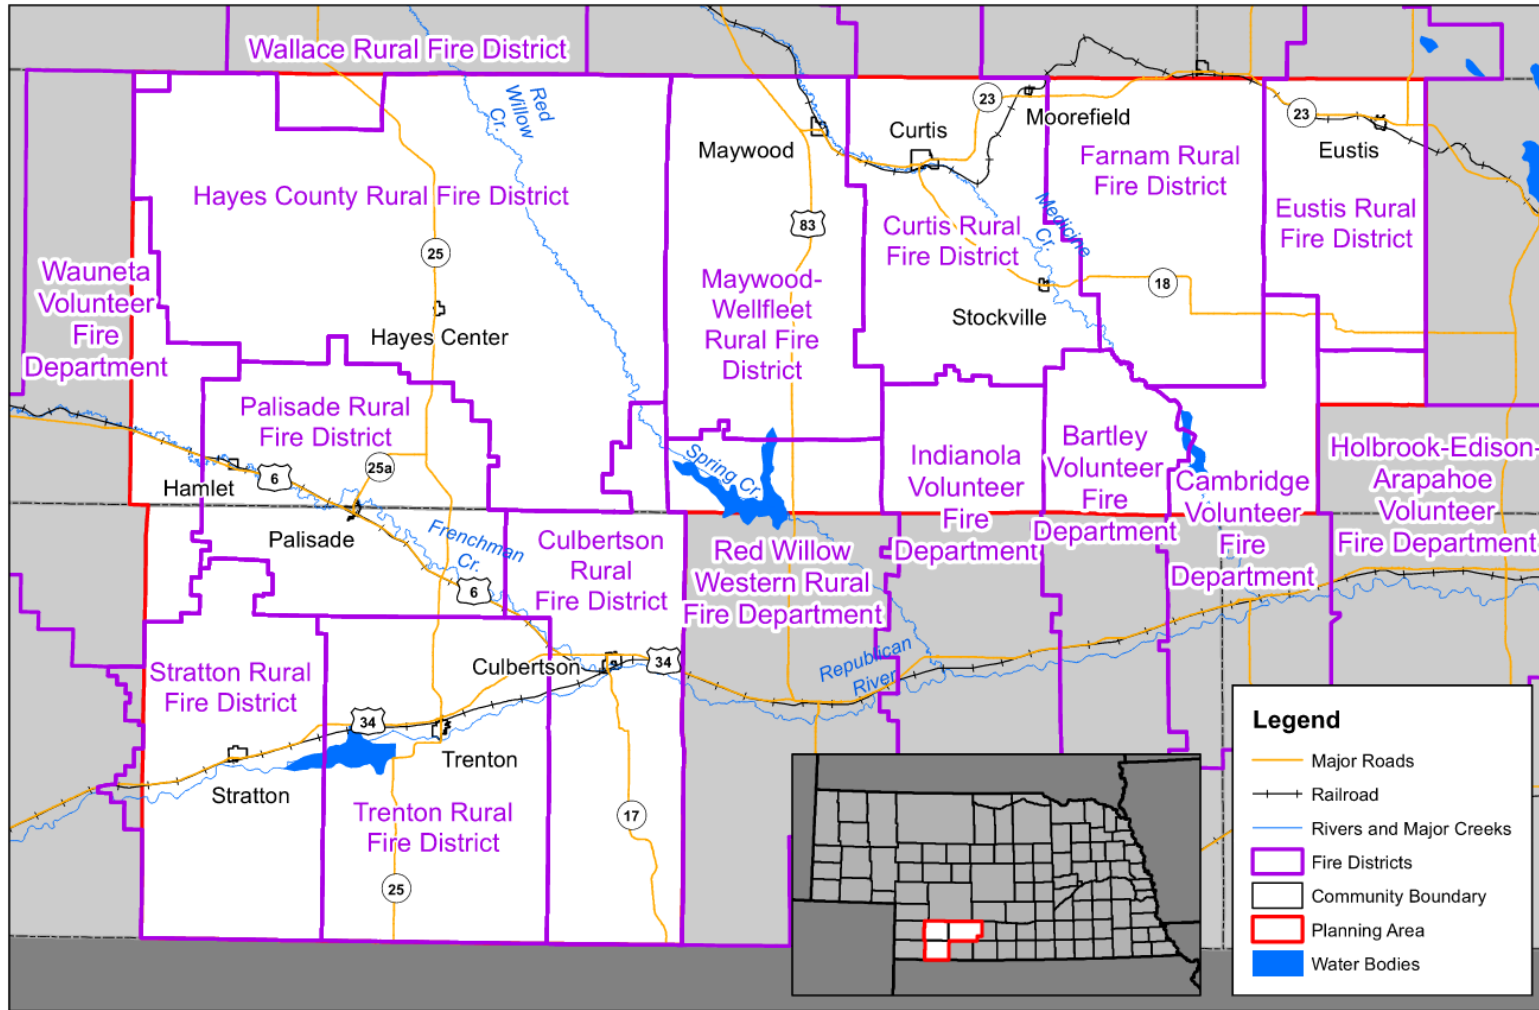 Wallace Rural Fire District
Red
Willow
Cr.
23
Moorefield
23
Curtis
Maywood
Eustis
Farnam Rural
Fire District
Hayes County Rural Fire District
Eustis Rural
Fire District
83
Medicine
Cr.
Curtis Rural
Fire District
25
Wauneta
Volunteer
Fire
Department
Maywood-
Wellfleet
Rural Fire
District
18
Stockville
Hayes Center
Palisade Rural
Fire District
25a
6
Hamlet
Spring Cr.
Indianola
Volunteer
Fire
Department
Bartley
Volunteer
Fire
Department
Cambridge
Volunteer
Fire
Department
Holbrook-Edison-
Arapahoe
Volunteer
Fire Department
Palisade
Frenchman
Cr.
6
Culbertson
Rural
Fire District
Red Willow
Western Rural
Fire Department
Stratton Rural
Fire District
Culbertson
34
Republican
River
34
Trenton
Stratton
Trenton Rural
Fire District
17
25
Legend
Major Roads
Railroad
Rivers and Major Creeks
Fire Districts
Community Boundary
Planning Area
Water Bodies